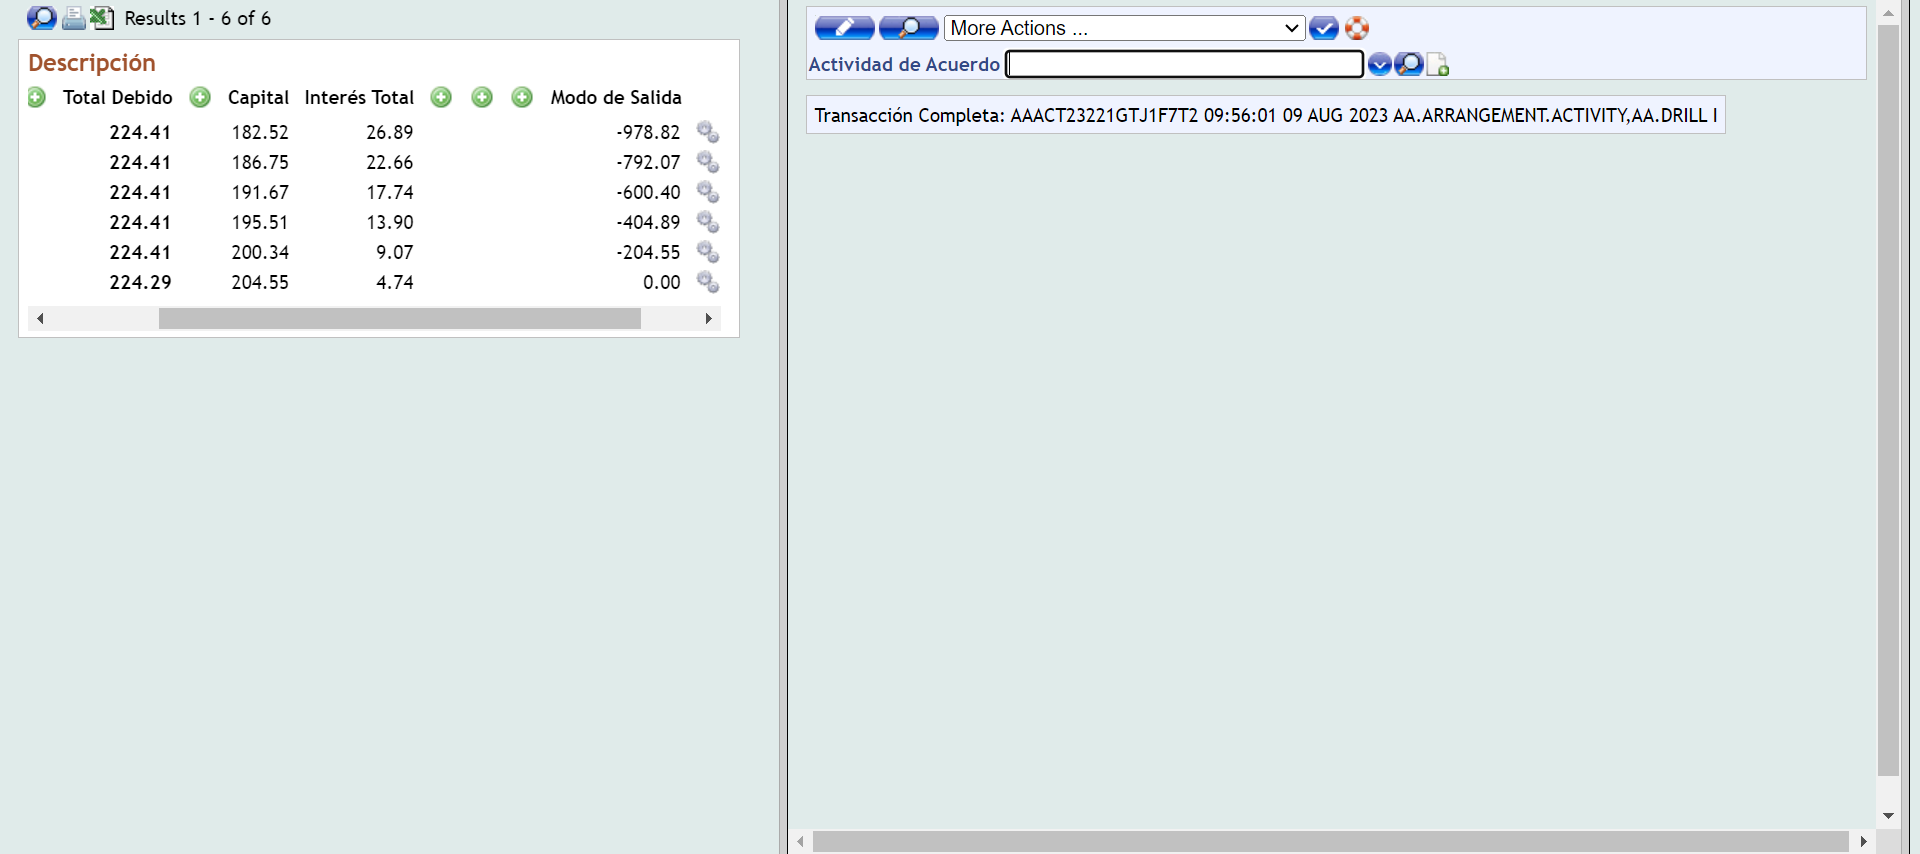 Results 1 - 6 of 6
Descripción
Total Debido Capital Interés Total Modo de Salida
224.41 182.52 26.89 -978.82
224.41 186.75 22.66 -792.07
224.41 191.67 17.74 -600.40
224.41 195.51 13.90 -404.89
224.41 200.34 9.07 -204.55
224.29 204.55 4.74 0.00
More Actions ...
Actividad de Acuerdo
Transacción Completa: AAACT23221GTJ1F7T2 09:56:01 09 AUG 2023 AA.ARRANGEMENT.ACTIVITY,AA.DRILL I